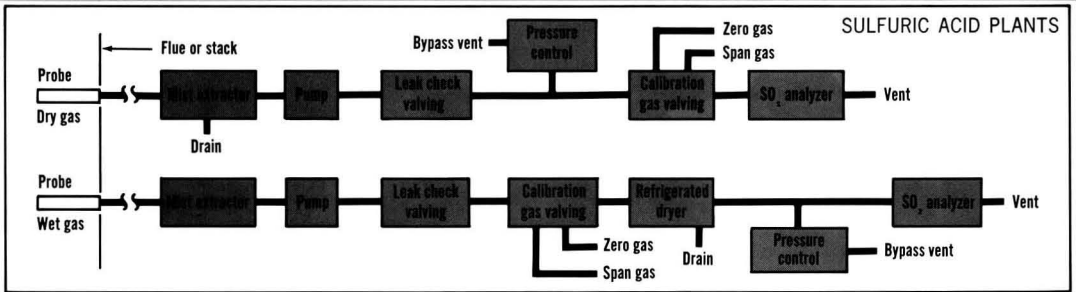 SULFURIC ACID PLANTS
Flue or stack
Probe
Dry gas
Mist extractor
Drain
Pump
Leak check
valving
Bypass vent
Pressure
control
Zero gas
Span gas
Calibration
gas valving
SO₂ analyzer
Vent
Probe
Wet gas
Mist extractor
Pump
Leak check
valving
Calibration
gas valving
Zero gas
Span gas
Refrigerated
dryer
Drain
Pressure
control
Bypass vent
SO₂ analyzer
Vent